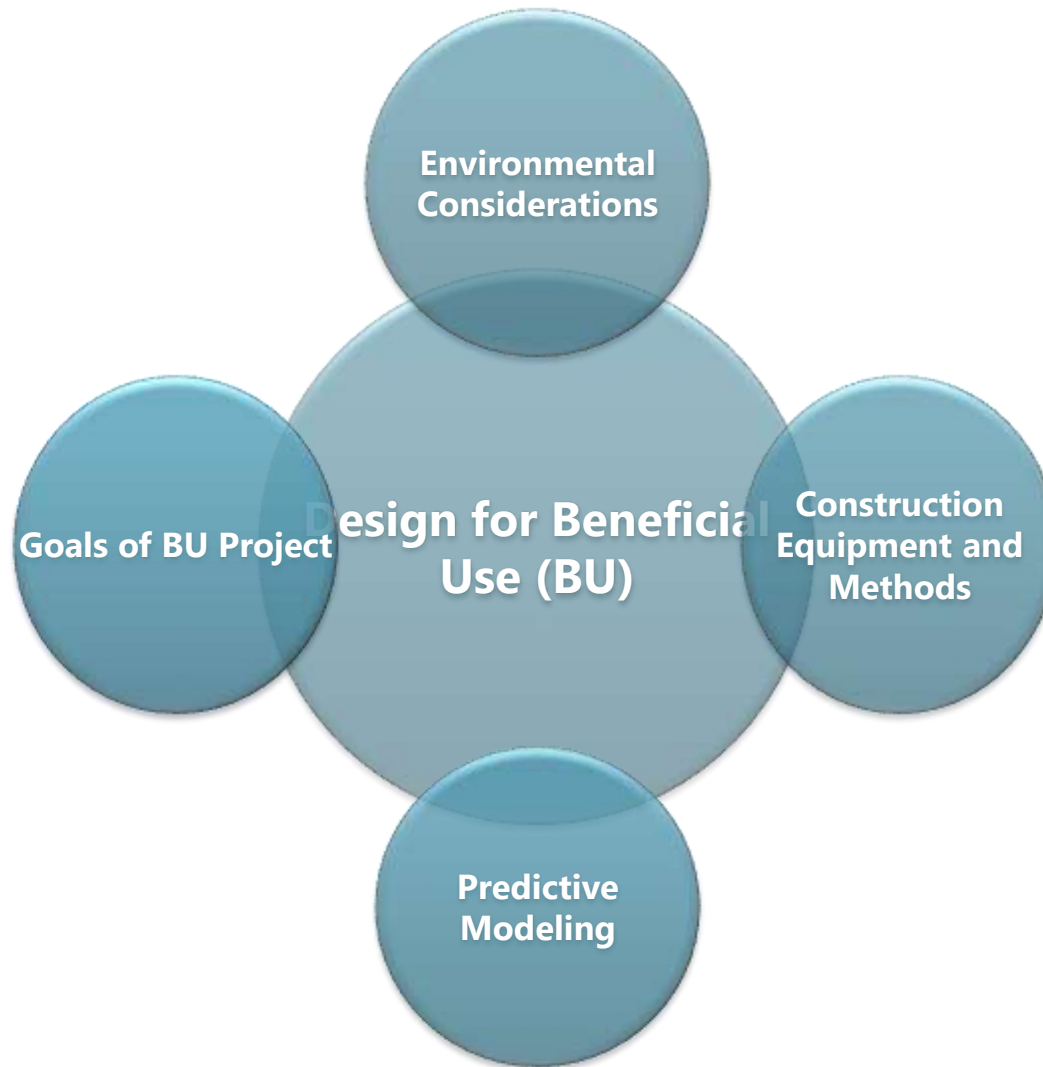 Environmental
Considerations
Goals of BU Project
Design for Beneficial
Use (BU)
Construction
Equipment and
Methods
Predictive
Modeling